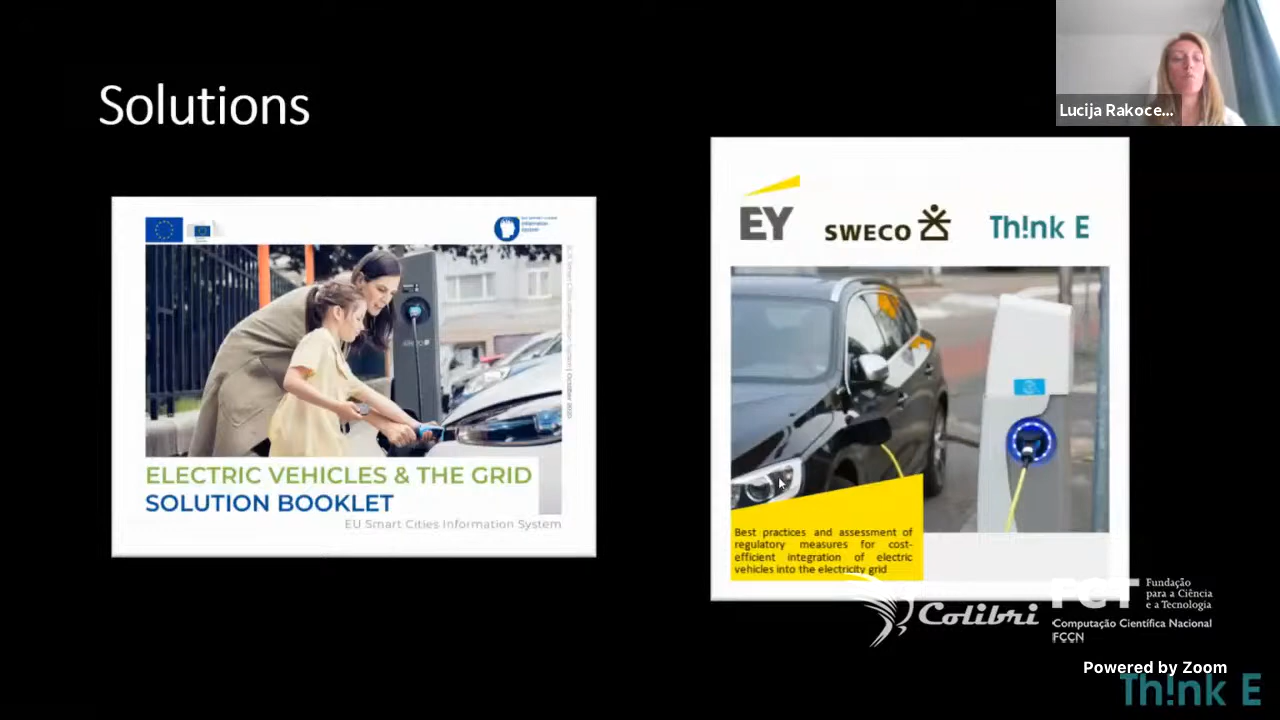 Solutions
Lucija Rakoce...
ELECTRIC VEHICLES & THE GRID
SOLUTION BOOKLET
EU Smart Cities Information System
EY
SWECO
Th!nk E
Best practices and assessment of
regulatory measures for cost-
efficient integration of electric
vehicles into the electricity grid
Colibri
FCT
Fundação
para a Ciência
e a Tecnologia
Computação Científica Nacional
FCCN
Powered by Zoom
Th!nk E